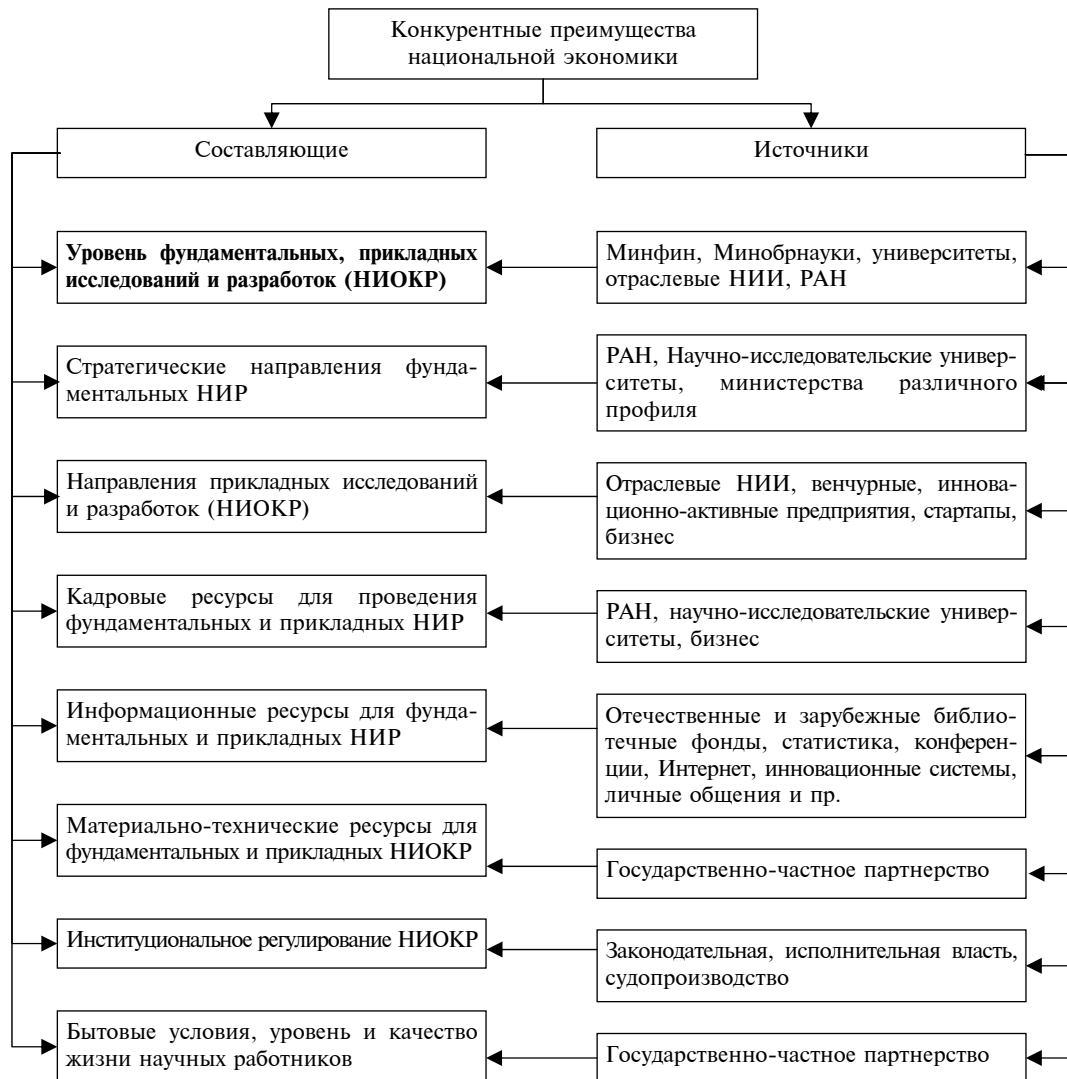 Конкурентные преимущества
национальной экономики
Составляющие
Источники
Уровень фундаментальных, прикладных
исследований и разработок (НИОКР)
Минфин, Минобрнауки, университеты,
отраслевые НИИ, РАН
Стратегические направления фунда-
ментальных НИР
РАН, Научно-исследовательские универ-
ситеты, министерства различного
профиля
Направления прикладных исследований
и разработок (НИОКР)
Отраслевые НИИ, венчурные, иннова-
ционно-активные предприятия, стартапы,
бизнес
Кадровые ресурсы для проведения
фундаментальных и прикладных НИР
РАН, научно-исследовательские универ-
ситеты, бизнес
Информационные ресурсы для фунда-
ментальных и прикладных НИР
Отечественные и зарубежные библио-
течные фонды, статистика, конферен-
ции, Интернет, инновационные системы,
личные общения и пр.
Материально-технические ресурсы для
фундаментальных и прикладных НИОКР
Государственно-частное партнерство
Институциональное регулирование НИОКР
Законодательная, исполнительная власть,
судопроизводство
Бытовые условия, уровень и качество
жизни научных работников
Государственно-частное партнерство